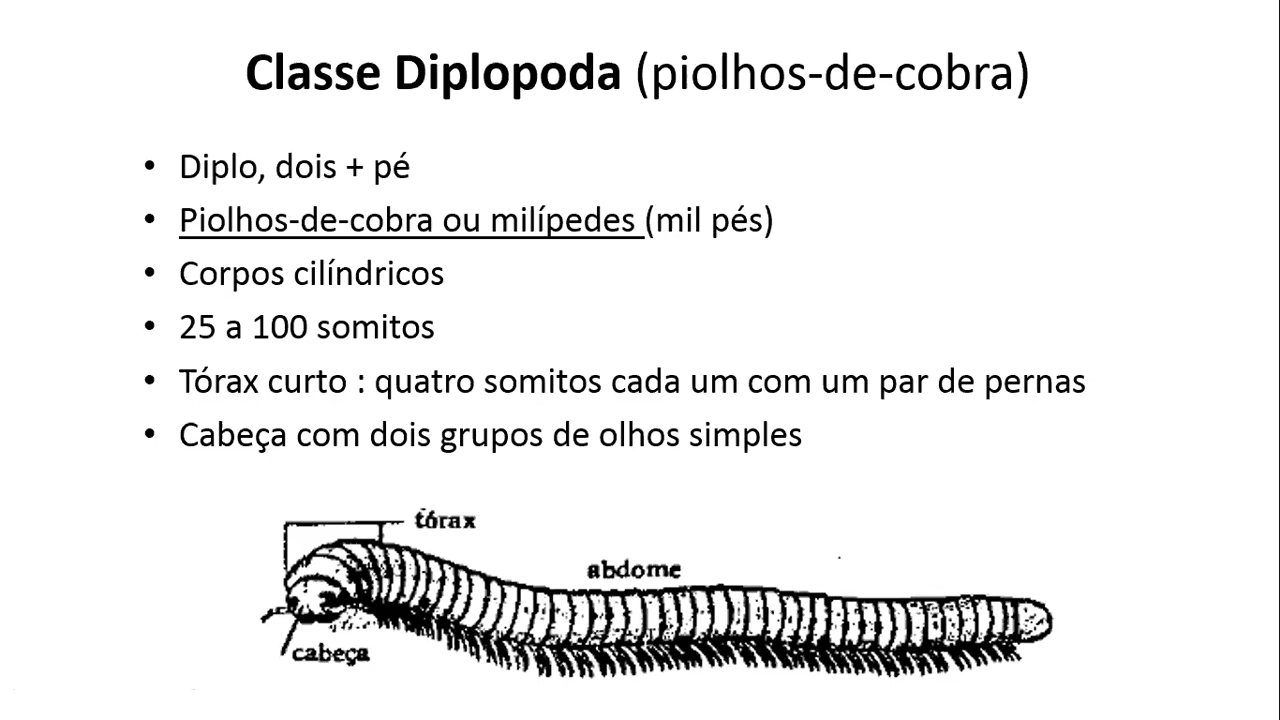 Classe Diplopoda (piolhos-de-cobra)
• Diplo, dois + pé
• Piolhos-de-cobra ou milípedes (mil pés)
• Corpos cilíndricos
• 25 a 100 somitos
• Tórax curto : quatro somitos cada um com um par de pernas
• Cabeça com dois grupos de olhos simples
tórax
abdome
cabeça